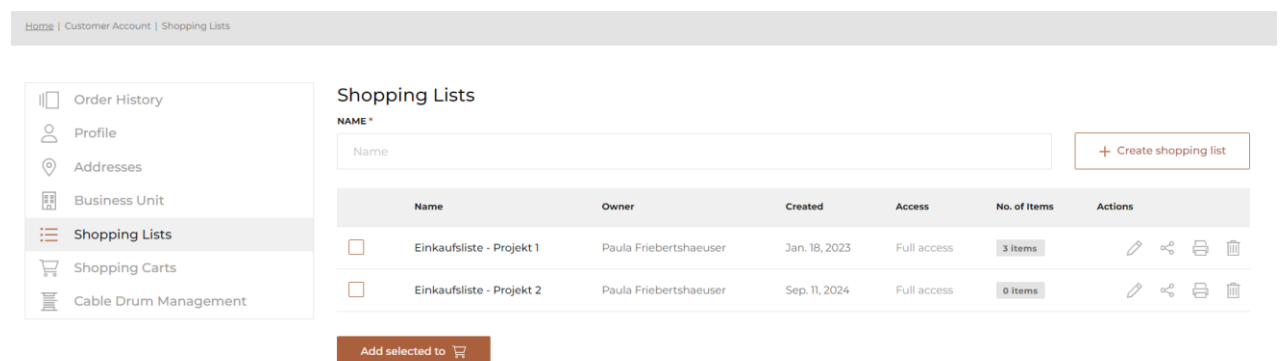 Home | Customer Account | Shopping Lists
Order History
Profile
Addresses
Business Unit
Shopping Lists
Shopping Carts
Cable Drum Management
Shopping Lists
NAME *
Name
+ Create shopping list
Name Owner Created Access No. of Items Actions
Einkaufsliste - Projekt 1 Paula Friebertshaeuser Jan. 18, 2023 Full access 3 items
Einkaufsliste - Projekt 2 Paula Friebertshaeuser Sep. 11, 2024 Full access 0 items
Add selected to